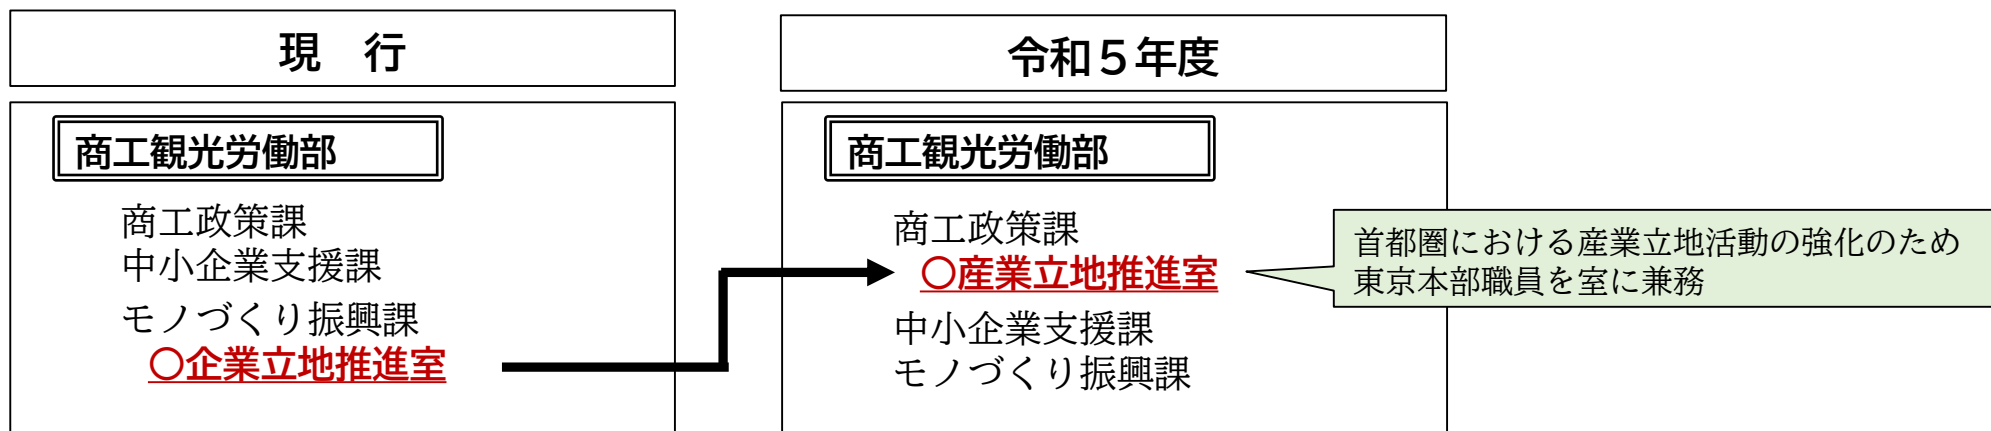 現　行
商工観光労働部
商工政策課
中小企業支援課
モノづくり振興課
〇企業立地推進室
令和５年度
商工観光労働部
商工政策課
〇産業立地推進室
中小企業支援課
モノづくり振興課
首都圏における産業立地活動の強化のため
東京本部職員を室に兼務